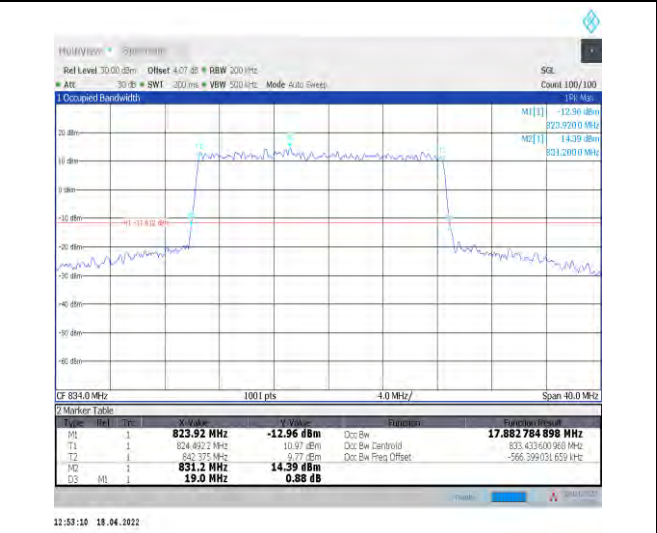 MultiView Spectrum
Ref Level 30.00 dBm Offset 4.07 dB RBW 200 kHz SGL
Att 30 dB SWT 200 ms VBW 500 kHz Mode Auto Sweep Count 100/100
1 Occupied Bandwidth 1Pk Max
M1[1] -12.96 dBm
823.9200 MHz
M2[1] 14.39 dBm
831.2000 MHz
20 dBm
10 dBm
0 dBm
-10 dBm
H1 -11.612 dBm
-20 dBm
-30 dBm
-40 dBm
-50 dBm
-60 dBm
CF 834.0 MHz 1001 pts 4.0 MHz/ Span 40.0 MHz
2 Marker Table
Type Ref Trc X-Value Y-Value Function Function Result
M1 1 823.92 MHz -12.96 dBm Occ Bw 17.882 784 898 MHz
T1 1 824.4922 MHz 10.97 dBm Occ Bw Centroid 833.433 600 968 MHz
T2 1 842.375 MHz 9.77 dBm Occ Bw Freq Offset -566.399 031 659 kHz
M2 1 831.2 MHz 14.39 dBm
D3 M1 1 19.0 MHz 0.88 dB
12:53:10 18.04.2022